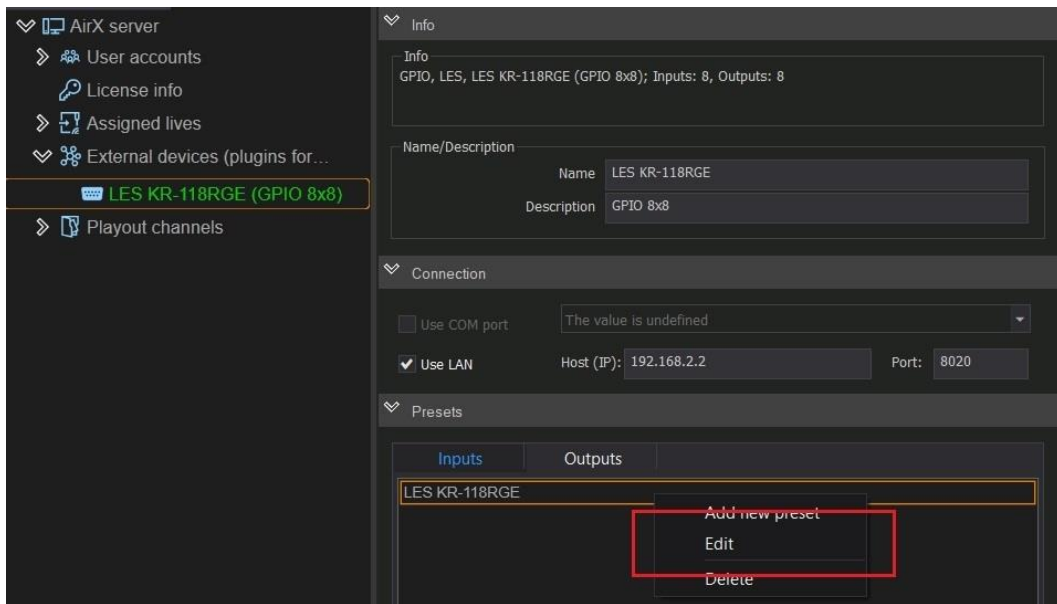 AirX server
User accounts
License info
Assigned lives
External devices (plugins for...
LES KR-118RGE (GPIO 8x8)
Playout channels
Info
Info
GPIO, LES, LES KR-118RGE (GPIO 8x8); Inputs: 8, Outputs: 8
Name/Description
Name LES KR-118RGE
Description GPIO 8x8
Connection
Use COM port The value is undefined
Use LAN Host (IP): 192.168.2.2 Port: 8020
Presets
Inputs Outputs
LES KR-118RGE
Add new preset
Edit
Delete